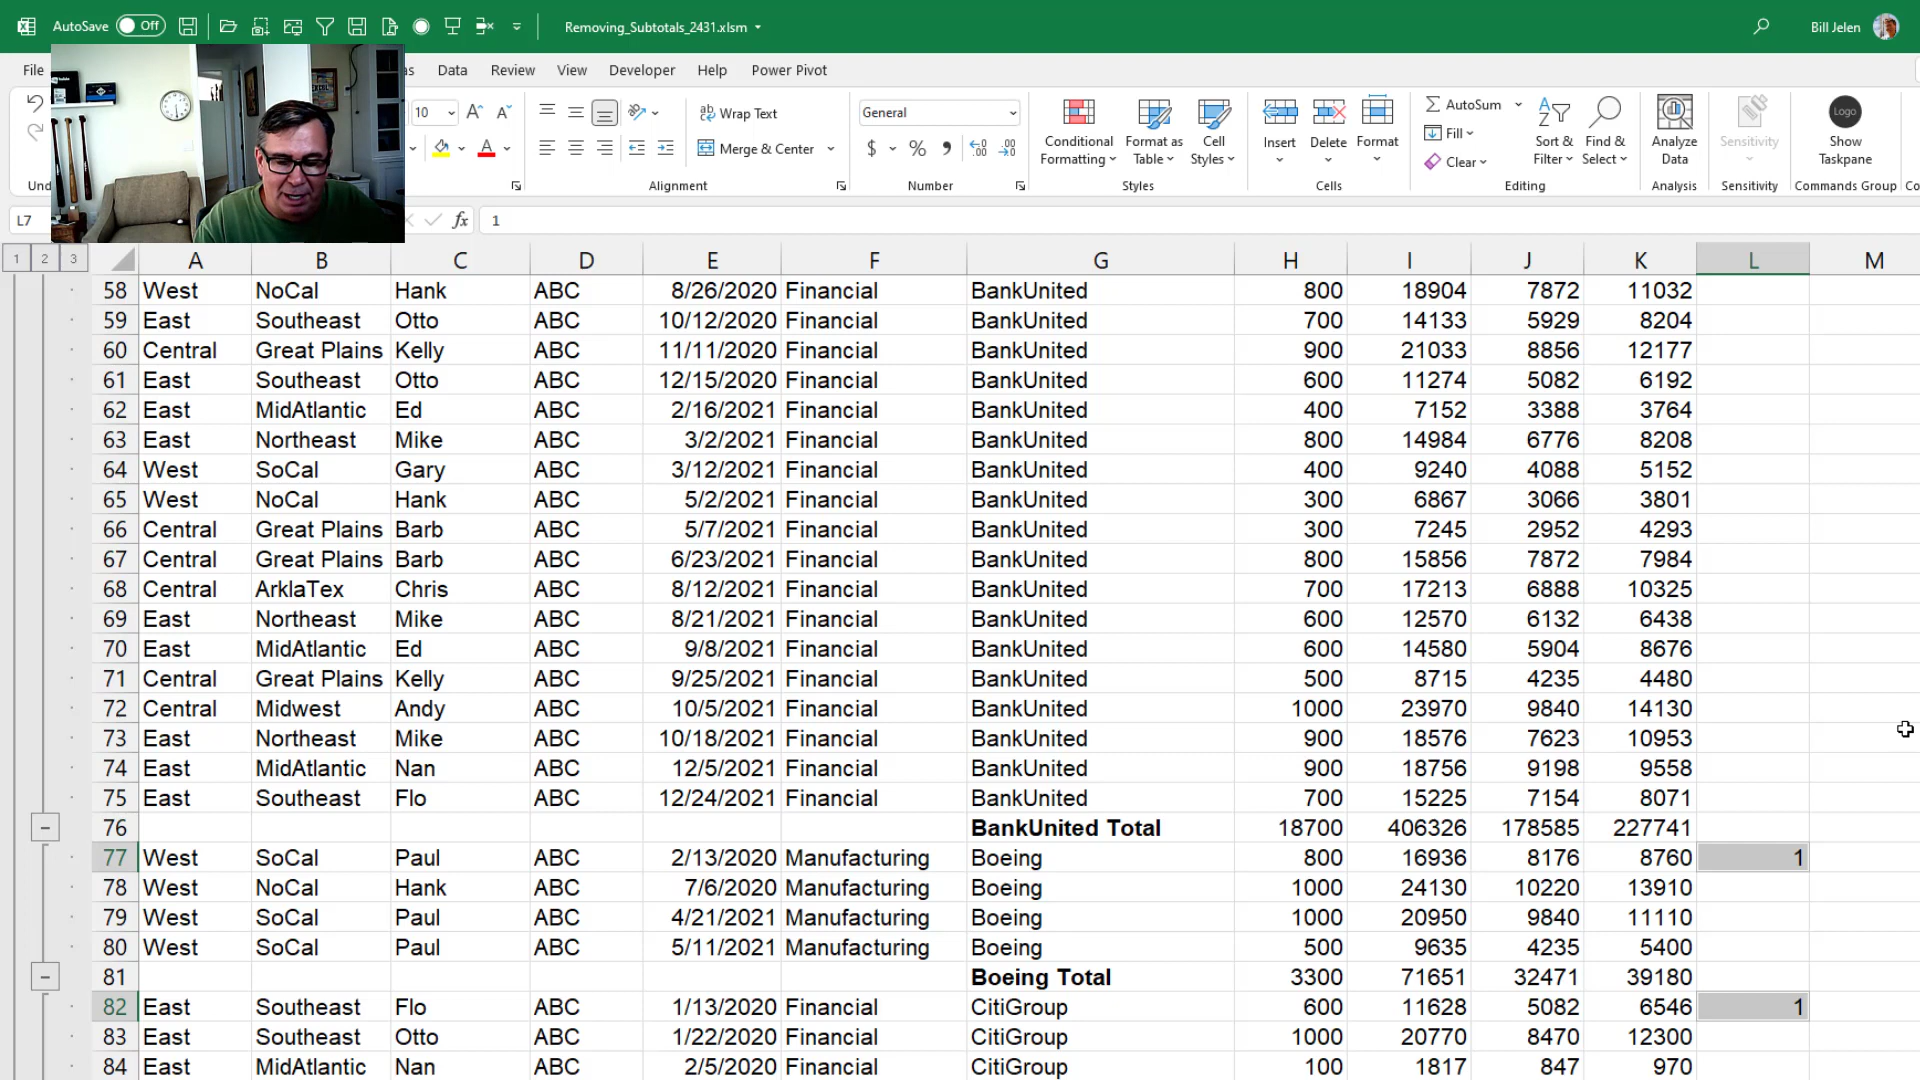 AutoSave Off Removing_Subtotals_2431.xlsm Bill Jelen
File Data Review View Developer Help Power Pivot
10 A A ab Wrap Text General Conditional Formatting Format as Table Cell Styles Insert Delete Format AutoSum Fill Clear Sort & Filter Find & Select Analyze Data Sensitivity Logo Show Taskpane
Merge & Center $ %
Alignment Number Styles Cells Editing Analysis Sensitivity Commands Group
L7 fx 1
1 2 3 A B C D E F G H I J K L M
58 West NoCal Hank ABC 8/26/2020 Financial BankUnited 800 18904 7872 11032
59 East Southeast Otto ABC 10/12/2020 Financial BankUnited 700 14133 5929 8204
60 Central Great Plains Kelly ABC 11/11/2020 Financial BankUnited 900 21033 8856 12177
61 East Southeast Otto ABC 12/15/2020 Financial BankUnited 600 11274 5082 6192
62 East MidAtlantic Ed ABC 2/16/2021 Financial BankUnited 400 7152 3388 3764
63 East Northeast Mike ABC 3/2/2021 Financial BankUnited 800 14984 6776 8208
64 West SoCal Gary ABC 3/12/2021 Financial BankUnited 400 9240 4088 5152
65 West NoCal Hank ABC 5/2/2021 Financial BankUnited 300 6867 3066 3801
66 Central Great Plains Barb ABC 5/7/2021 Financial BankUnited 300 7245 2952 4293
67 Central Great Plains Barb ABC 6/23/2021 Financial BankUnited 800 15856 7872 7984
68 Central ArklaTex Chris ABC 8/12/2021 Financial BankUnited 700 17213 6888 10325
69 East Northeast Mike ABC 8/21/2021 Financial BankUnited 600 12570 6132 6438
70 East MidAtlantic Ed ABC 9/8/2021 Financial BankUnited 600 14580 5904 8676
71 Central Great Plains Kelly ABC 9/25/2021 Financial BankUnited 500 8715 4235 4480
72 Central Midwest Andy ABC 10/5/2021 Financial BankUnited 1000 23970 9840 14130
73 East Northeast Mike ABC 10/18/2021 Financial BankUnited 900 18576 7623 10953
74 East MidAtlantic Nan ABC 12/5/2021 Financial BankUnited 900 18756 9198 9558
75 East Southeast Flo ABC 12/24/2021 Financial BankUnited 700 15225 7154 8071
76 BankUnited Total 18700 406326 178585 227741
77 West SoCal Paul ABC 2/13/2020 Manufacturing Boeing 800 16936 8176 8760 1
78 West NoCal Hank ABC 7/6/2020 Manufacturing Boeing 1000 24130 10220 13910
79 West SoCal Paul ABC 4/21/2021 Manufacturing Boeing 1000 20950 9840 11110
80 West SoCal Paul ABC 5/11/2021 Manufacturing Boeing 500 9635 4235 5400
81 Boeing Total 3300 71651 32471 39180
82 East Southeast Flo ABC 1/13/2020 Financial CitiGroup 600 11628 5082 6546 1
83 East Southeast Otto ABC 1/22/2020 Financial CitiGroup 1000 20770 8470 12300
84 East MidAtlantic Nan ABC 2/5/2020 Financial CitiGroup 100 1817 847 970